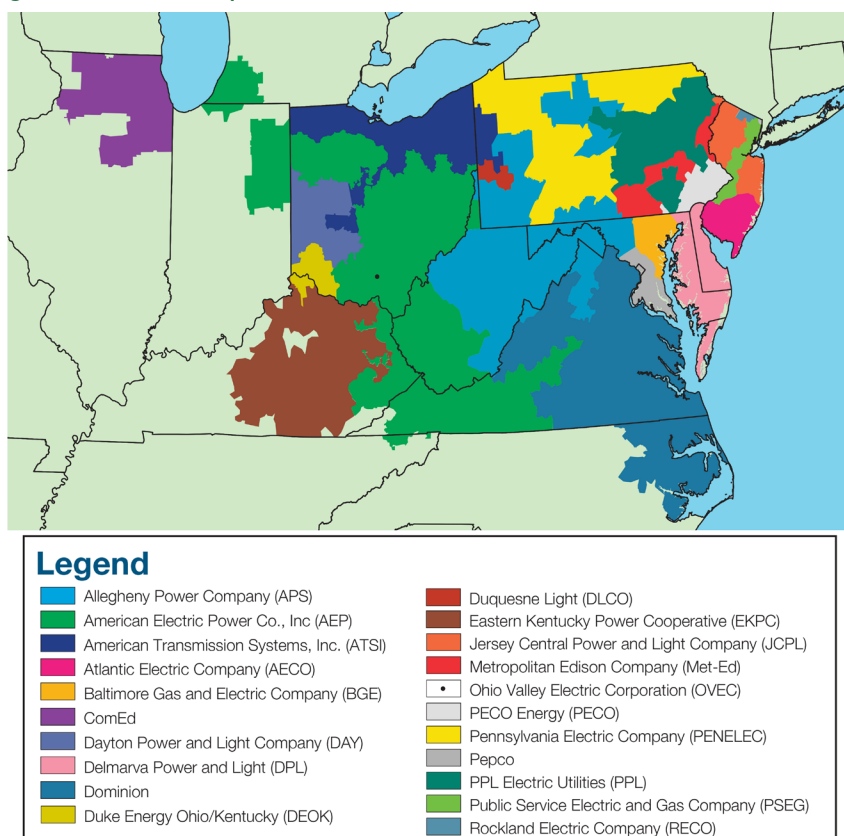 Legend
Allegheny Power Company (APS)
American Electric Power Co., Inc (AEP)
American Transmission Systems, Inc. (ATSI)
Atlantic Electric Company (AECO)
Baltimore Gas and Electric Company (BGE)
ComEd
Dayton Power and Light Company (DAY)
Delmarva Power and Light (DPL)
Dominion
Duke Energy Ohio/Kentucky (DEOK)
Duquesne Light (DLCO)
Eastern Kentucky Power Cooperative (EKPC)
Jersey Central Power and Light Company (JCPL)
Metropolitan Edison Company (Met-Ed)
Ohio Valley Electric Corporation (OVEC)
PECO Energy (PECO)
Pennsylvania Electric Company (PENELEC)
Pepco
PPL Electric Utilities (PPL)
Public Service Electric and Gas Company (PSEG)
Rockland Electric Company (RECO)